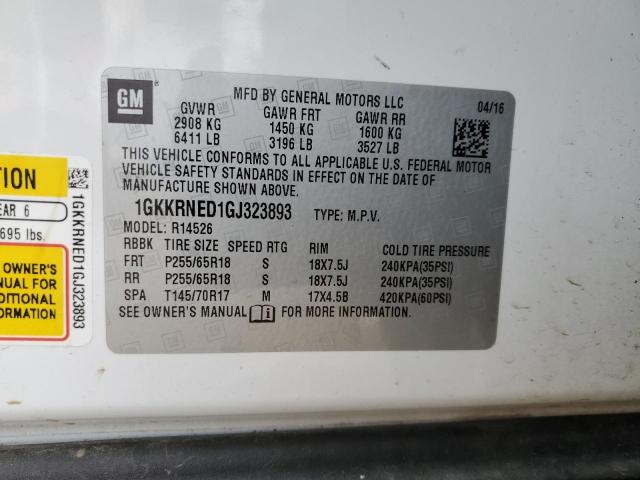 GM
MFD BY GENERAL MOTORS LLC
04/16
GVWR GAWR FRT GAWR RR
2908 KG 1450 KG 1600 KG
6411 LB 3196 LB 3527 LB
THIS VEHICLE CONFORMS TO ALL APPLICABLE U.S. FEDERAL MOTOR
VEHICLE SAFETY STANDARDS IN EFFECT ON THE DATE OF
MANUFACTURE SHOWN ABOVE.
1GKKRNED1GJ323893 TYPE: M.P.V.
MODEL: R14526
RBBK TIRE SIZE SPEED RTG RIM COLD TIRE PRESSURE
FRT P255/65R18 S 18X7.5J 240KPA(35PSI)
RR P255/65R18 S 18X7.5J 240KPA(35PSI)
SPA T145/70R17 M 17X4.5B 420KPA(60PSI)
SEE OWNER'S MANUAL FOR MORE INFORMATION.
TION
EAR 6
695 lbs.
OWNER'S
NUAL FOR
DITIONAL
RMATION
1GKKRNED1GJ323893